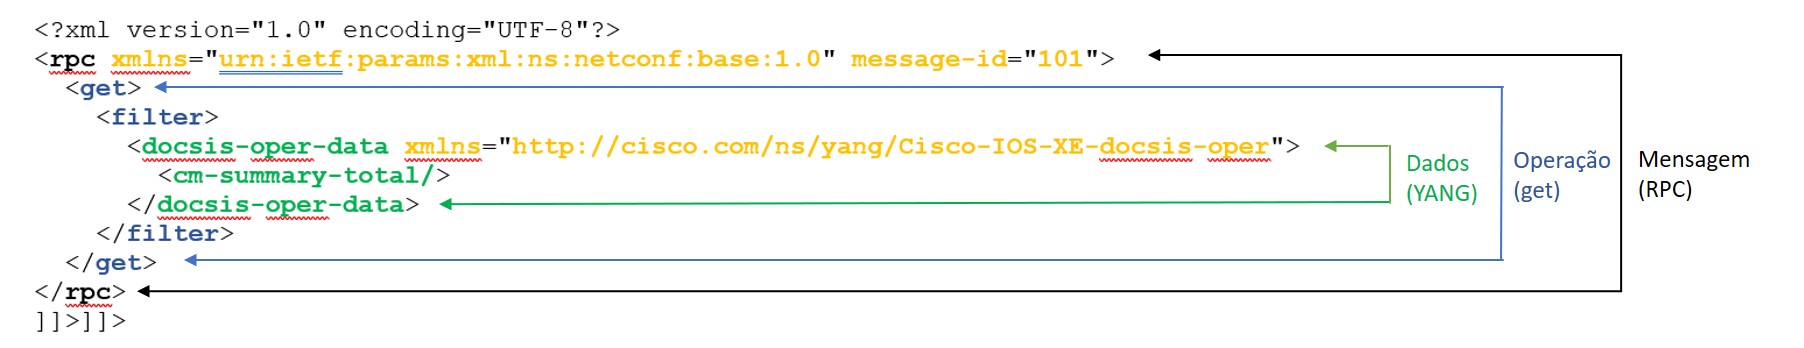 <?xml version="1.0" encoding="UTF-8"?>
<rpc xmlns="urn:ietf:params:xml:ns:netconf:base:1.0" message-id="101">
<get>
<filter>
<docsis-oper-data xmlns="http://cisco.com/ns/yang/Cisco-IOS-XE-docsis-oper">
<cm-summary-total/>
</docsis-oper-data>
</filter>
</get>
</rpc>
]]>]]>
Dados
(YANG)
Operação
(get)
Mensagem
(RPC)